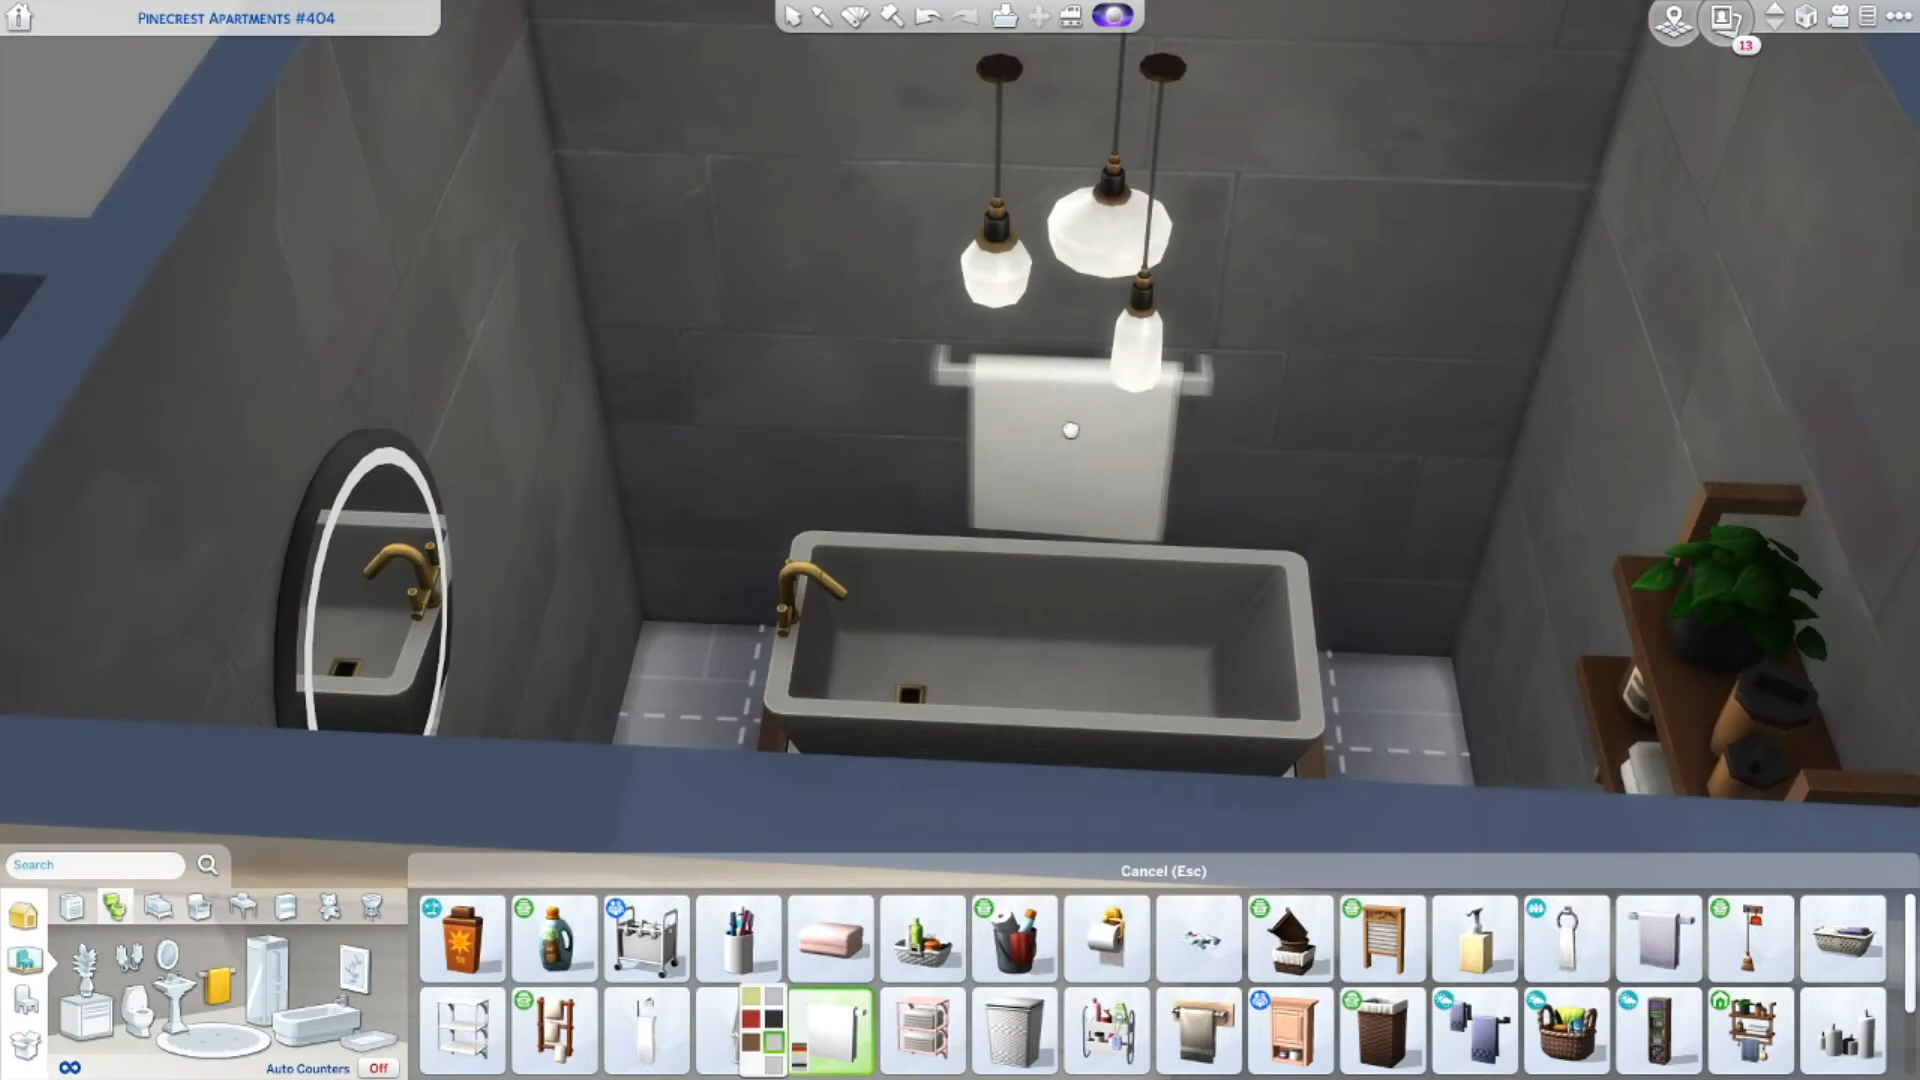 Pinecrest Apartments #404
13
Search
Cancel (Esc)
Auto Counters Off